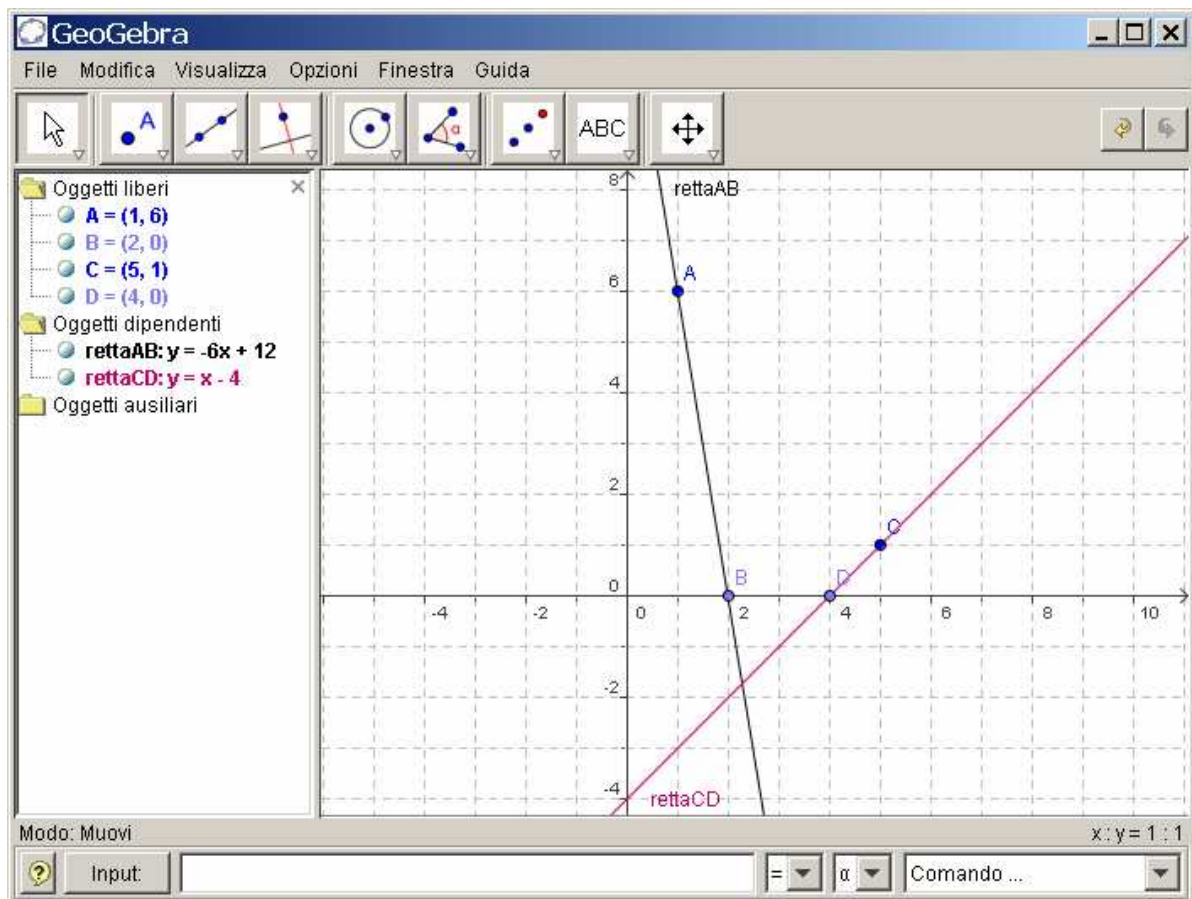 GeoGebra
File Modifica Visualizza Opzioni Finestra Guida
A α ABC
Oggetti liberi
A = (1, 6)
B = (2, 0)
C = (5, 1)
D = (4, 0)
Oggetti dipendenti
rettaAB: y = -6x + 12
rettaCD: y = x - 4
Oggetti ausiliari
8 rettaAB
A
6
4
2
C
B D
0
-4 -2 0 2 4 6 8 10
-2
-4 rettaCD
Modo: Muovi x : y = 1 : 1
? Input: = α Comando ...